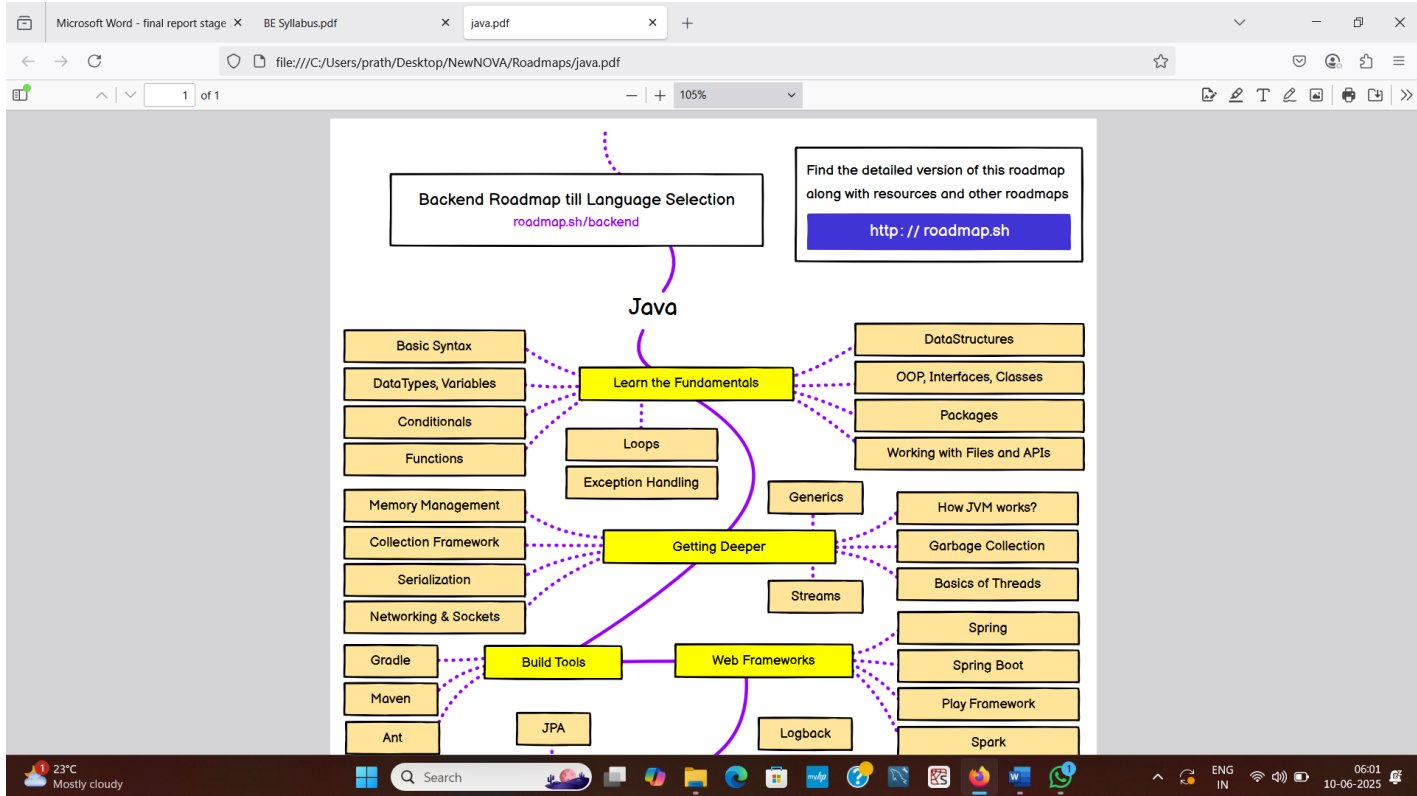 Microsoft Word - final report stage
BE Syllabus.pdf
java.pdf
file:///C:/Users/prath/Desktop/NewNOVA/Roadmaps/java.pdf
1 of 1
105%
Backend Roadmap till Language Selection
roadmap.sh/backend
Find the detailed version of this roadmap
along with resources and other roadmaps
http://roadmap.sh
Java
Learn the Fundamentals
Basic Syntax
DataTypes, Variables
Conditionals
Functions
Loops
Exception Handling
DataStructures
OOP, Interfaces, Classes
Packages
Working with Files and APIs
Getting Deeper
Memory Management
Collection Framework
Serialization
Networking & Sockets
Generics
Streams
How JVM works?
Garbage Collection
Basics of Threads
Build Tools
Gradle
Maven
Ant
Web Frameworks
Spring
Spring Boot
Play Framework
Spark
JPA
Logback
1
23°C
Mostly cloudy
Search
myhp
1
ENG
IN
06:01
10-06-2025